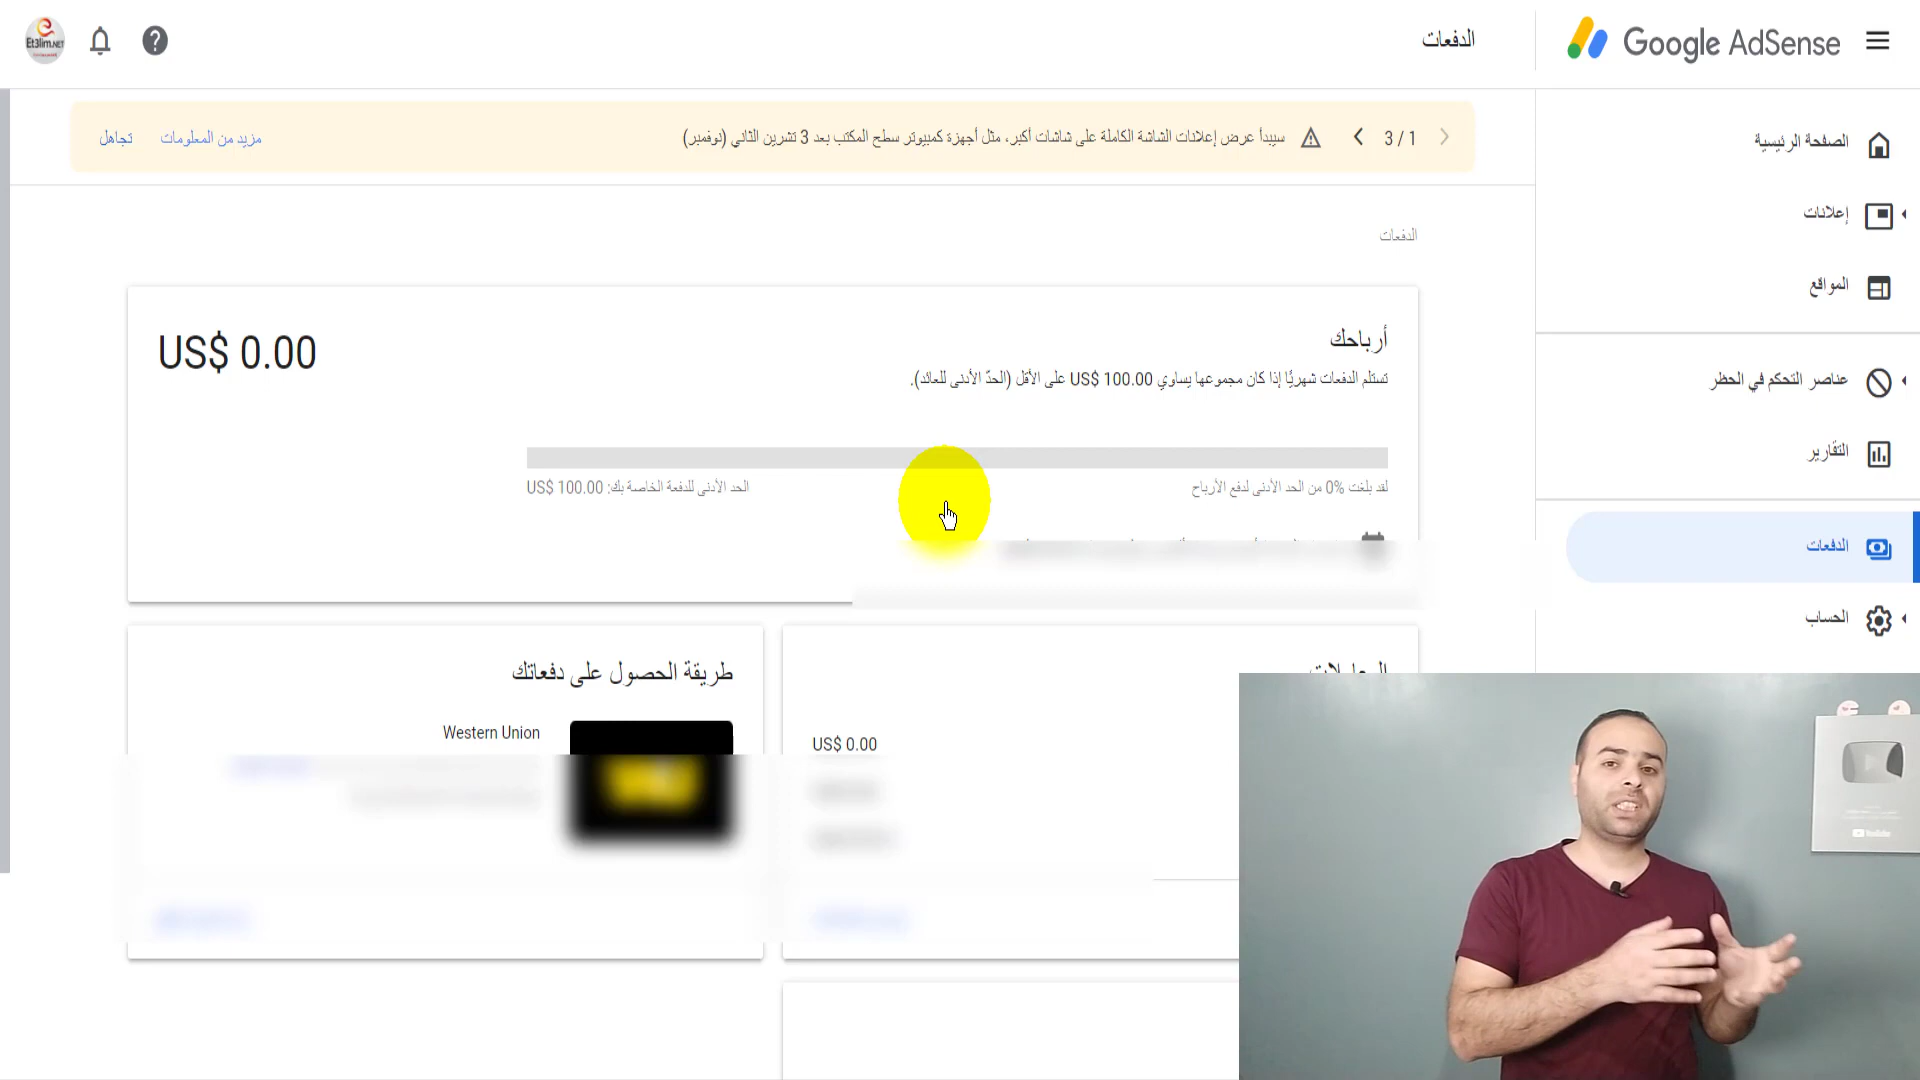 Et3lim.NET
الدفعات
Google AdSense
سيبدأ عرض إعلانات الشاشة الكاملة على شاشات أكبر، مثل أجهزة كمبيوتر سطح المكتب بعد 3 تشرين الثاني (نوفمبر)
3 / 1
مزيد من المعلومات
تجاهل
الصفحة الرئيسية
إعلانات
المواقع
عناصر التحكم في الحظر
التقارير
الدفعات
الحساب
الدفعات
أرباحك
US$ 0.00
تستلم الدفعات شهريًا إذا كان مجموعها يساوي US$ 100.00 على الأقل (الحدّ الأدنى للعائد).
لقد بلغت 0% من الحد الأدنى لدفع الأرباح
الحد الأدنى للدفعة الخاصة بك: US$ 100.00
US$ 0.00
طريقة الحصول على دفعاتك
Western Union
YouTube